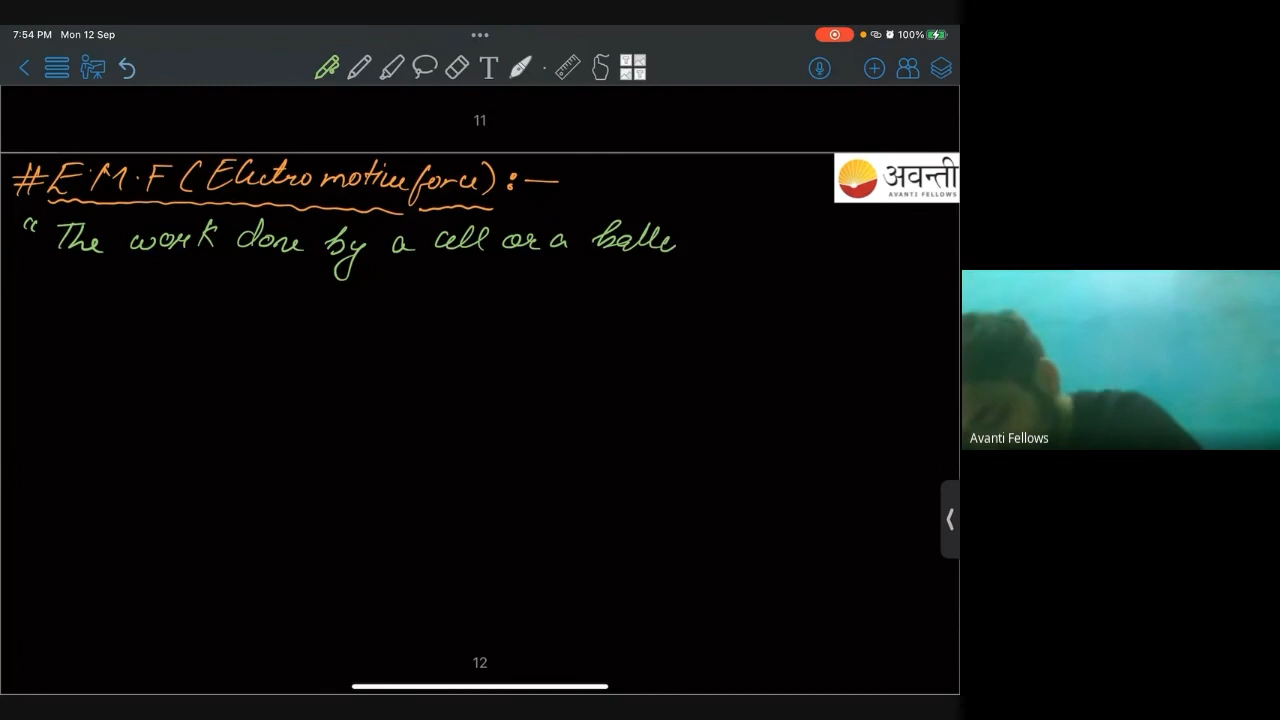 7:54 PM Mon 12 Sep
100%
T
11
#E.M.F (Electromotive force) :—
अवन्ती
AVANTI FELLOWS
"The work done by a cell or a batte
Avanti Fellows
12